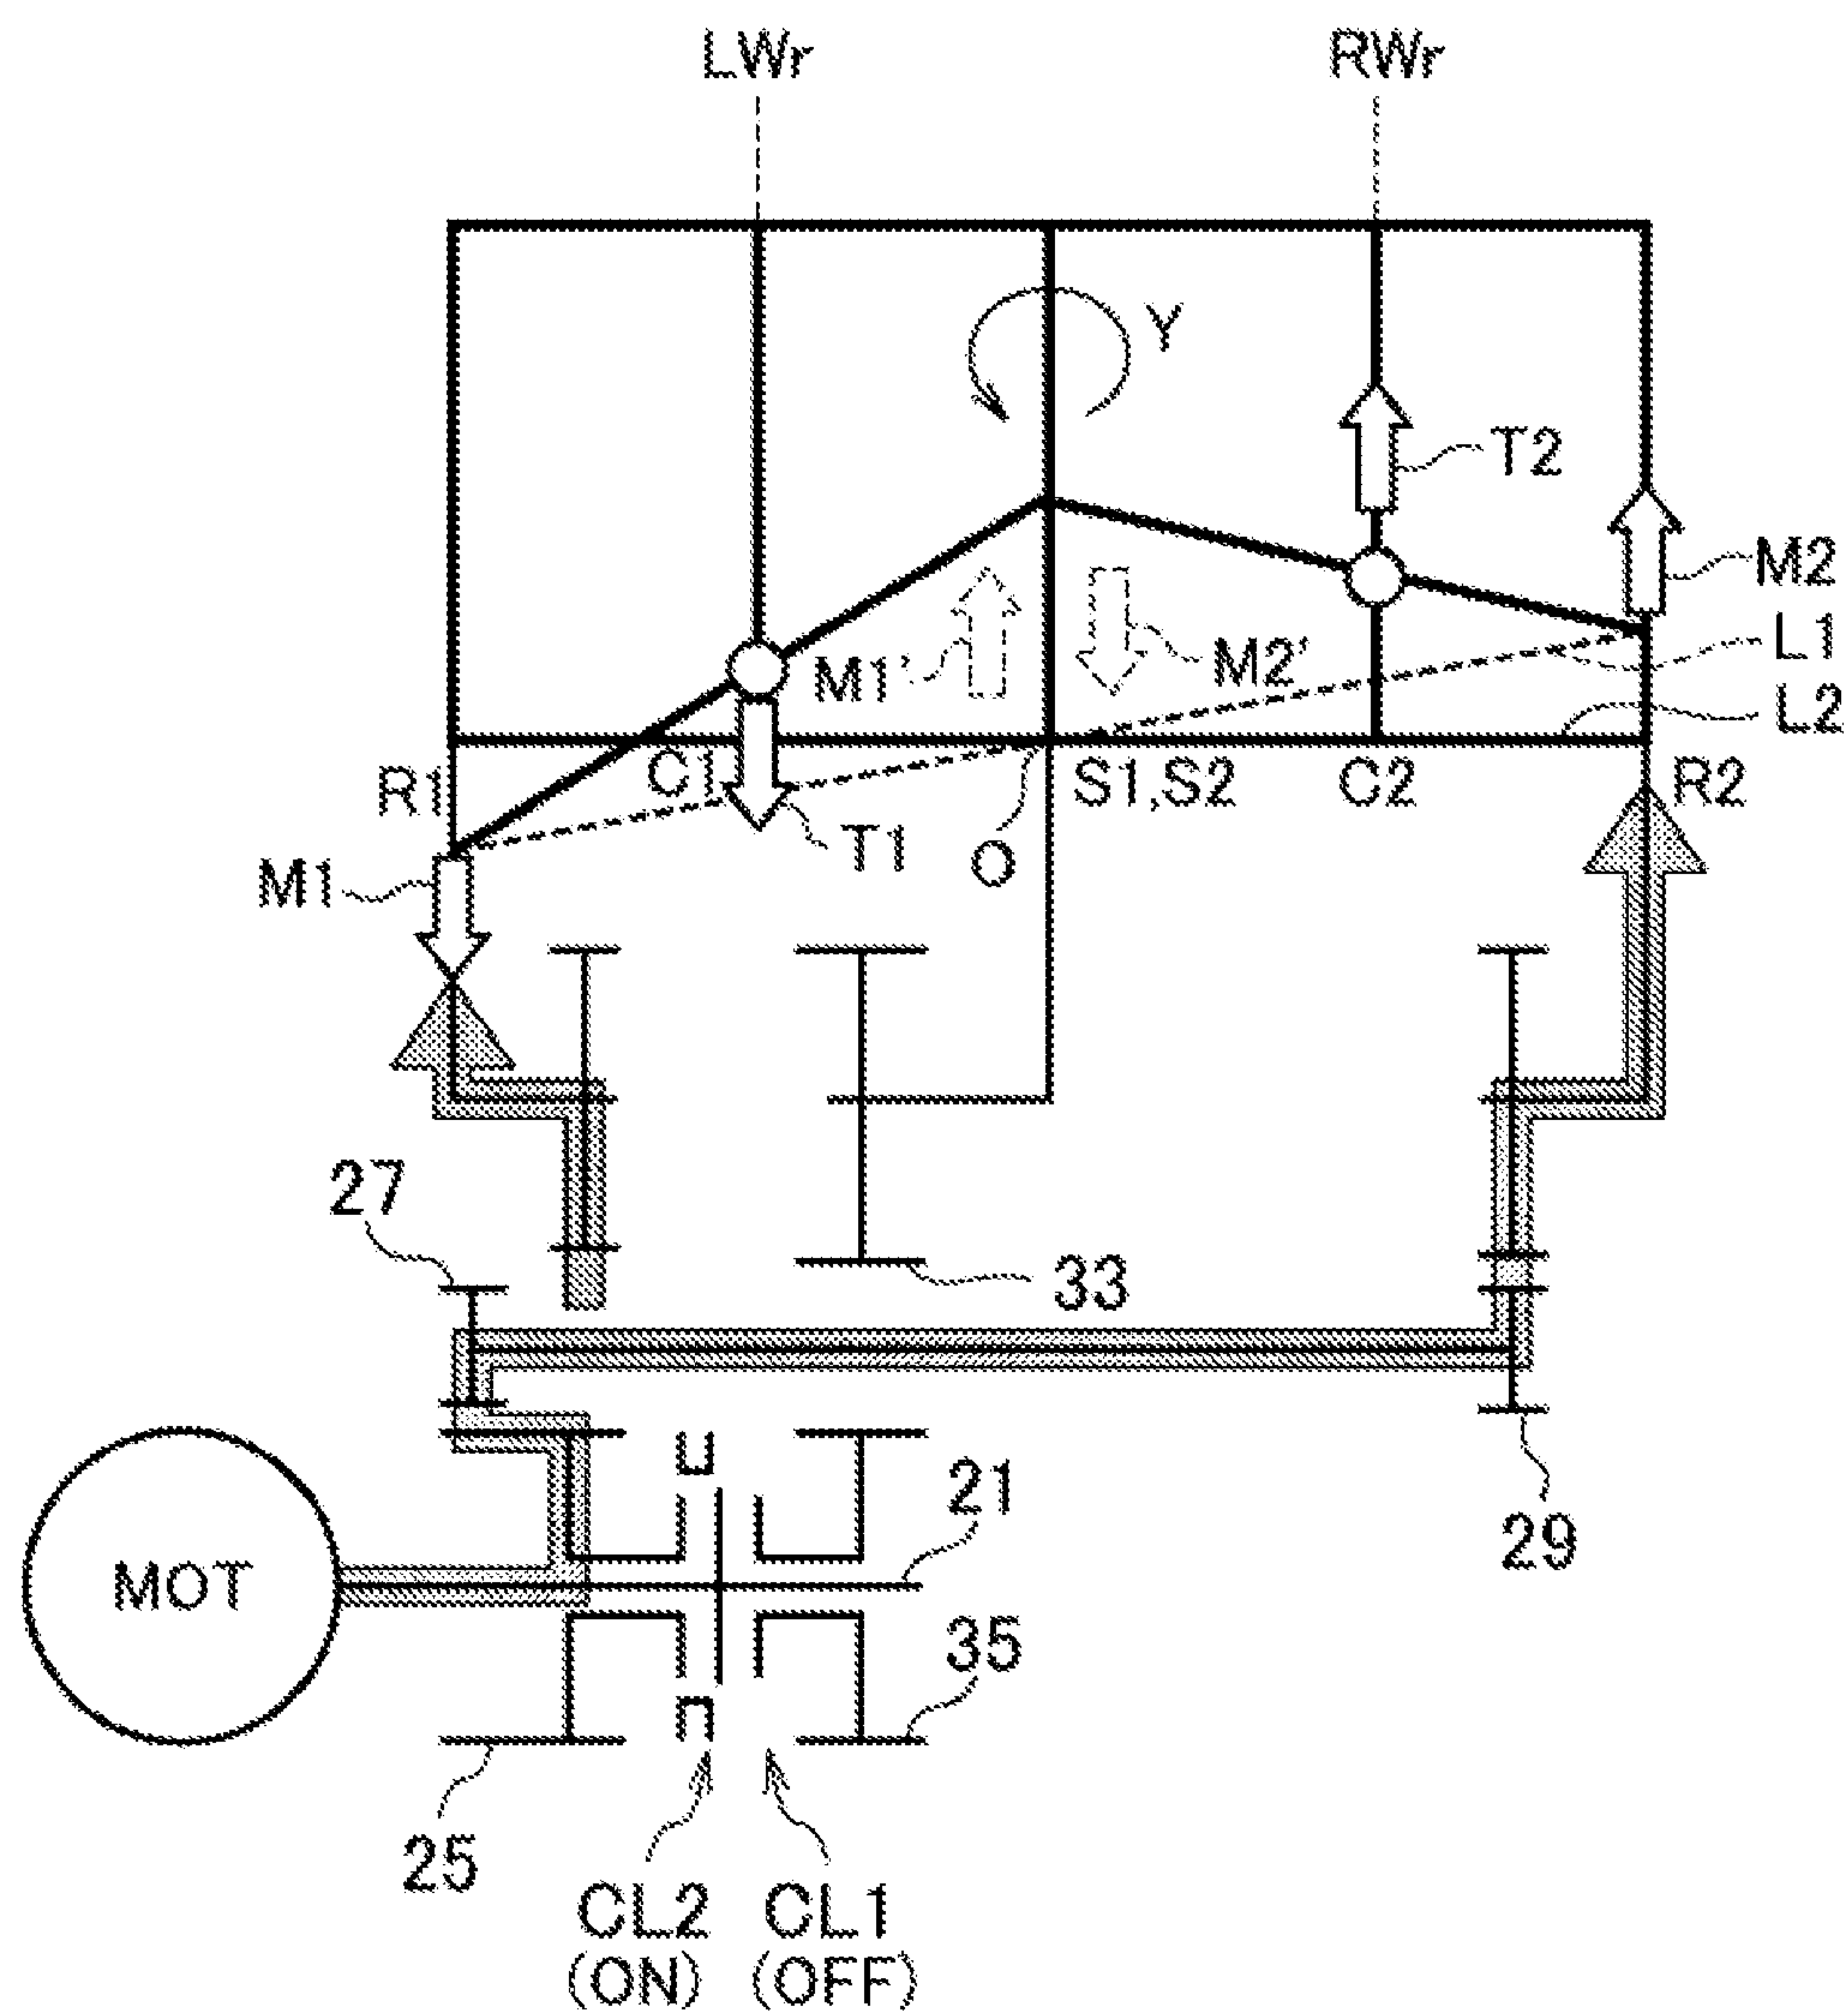 LWr RWr
Y
T2
M2
M1' M2' L1
L2
R1 C1 S1,S2 C2 R2
M1 T1 O
27
33
21
29
MOT
35
25
CL2 CL1
(ON) (OFF)